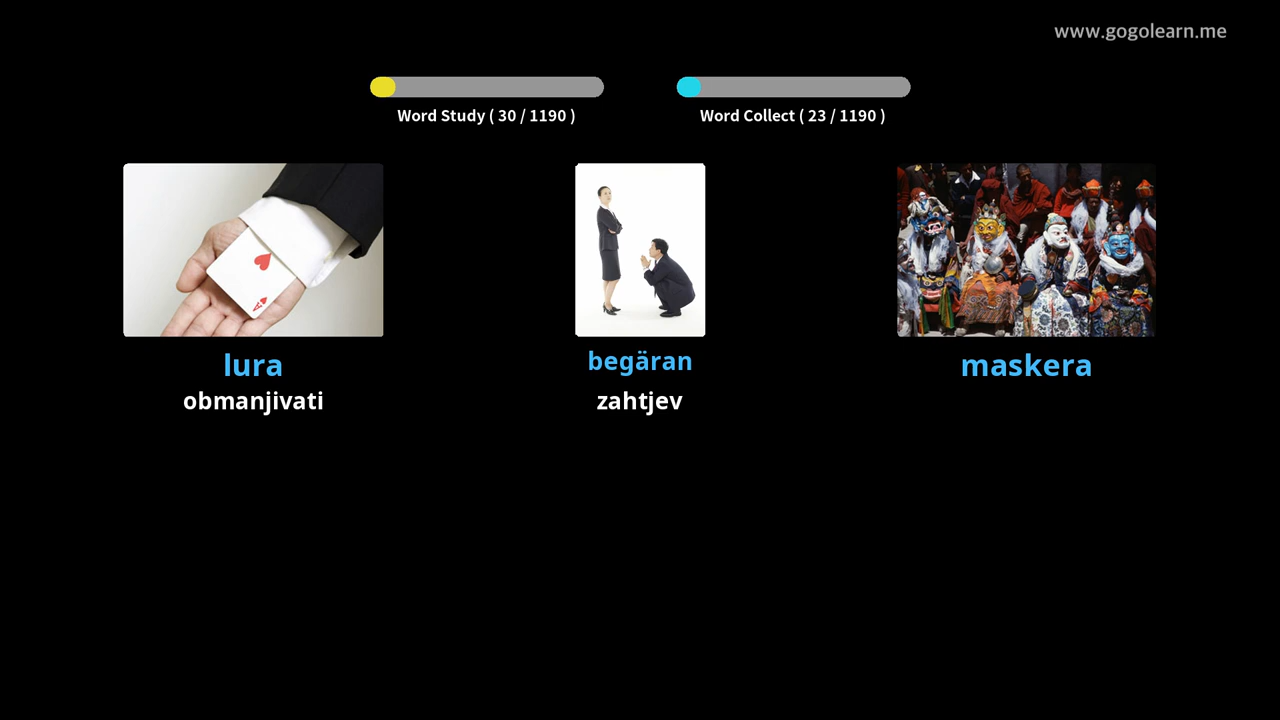 www.gogolearn.me
Word Study ( 30 / 1190 )
Word Collect ( 23 / 1190 )
lura
obmanjivati
begäran
zahtjev
maskera